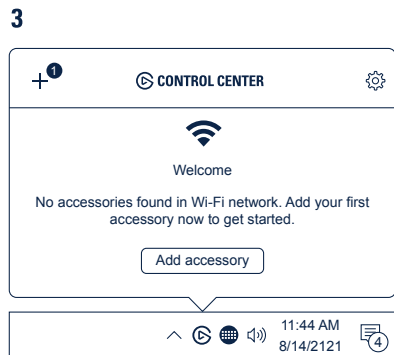 3
1
CONTROL CENTER
Welcome
No accessories found in Wi-Fi network. Add your first
accessory now to get started.
Add accessory
11:44 AM
8/14/2121
4